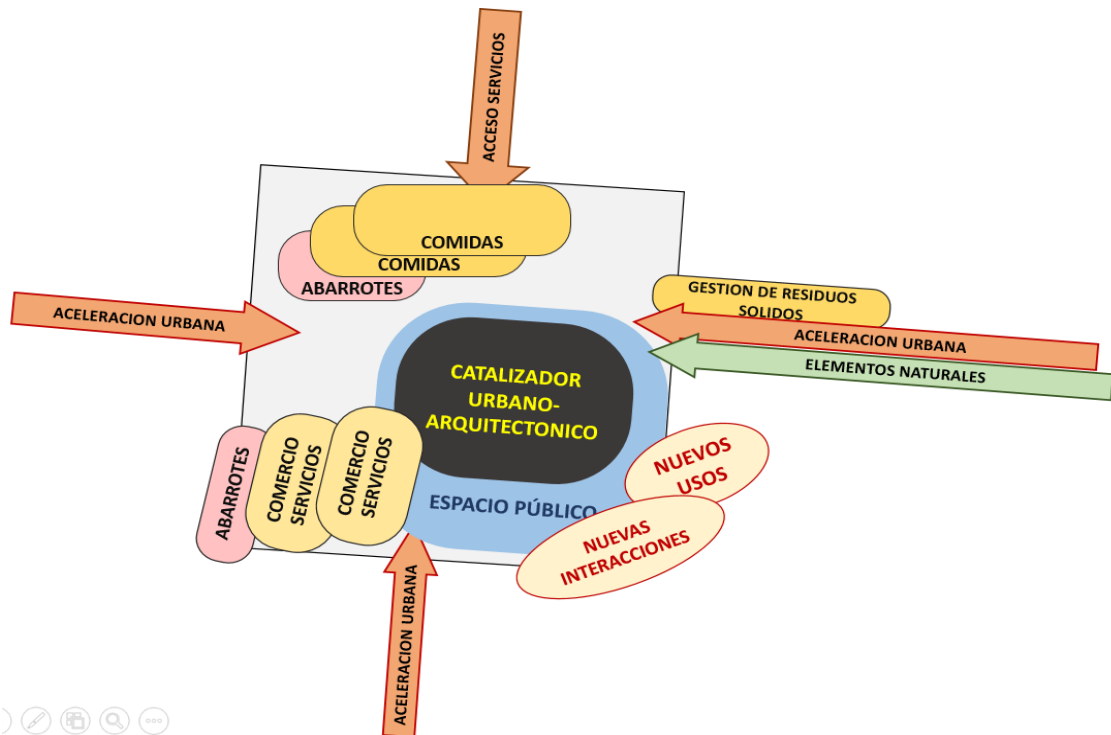 ACCESO SERVICIOS
COMIDAS
COMIDAS
ABARROTES
GESTION DE RESIDUOS
SOLIDOS
ACELERACION URBANA
ACELERACION URBANA
ELEMENTOS NATURALES
CATALIZADOR
URBANO-
ARQUITECTONICO
ABARROTES
COMERCIO
SERVICIOS
COMERCIO
SERVICIOS
ESPACIO PÚBLICO
NUEVOS
USOS
NUEVAS
INTERACCIONES
ACELERACION URBANA